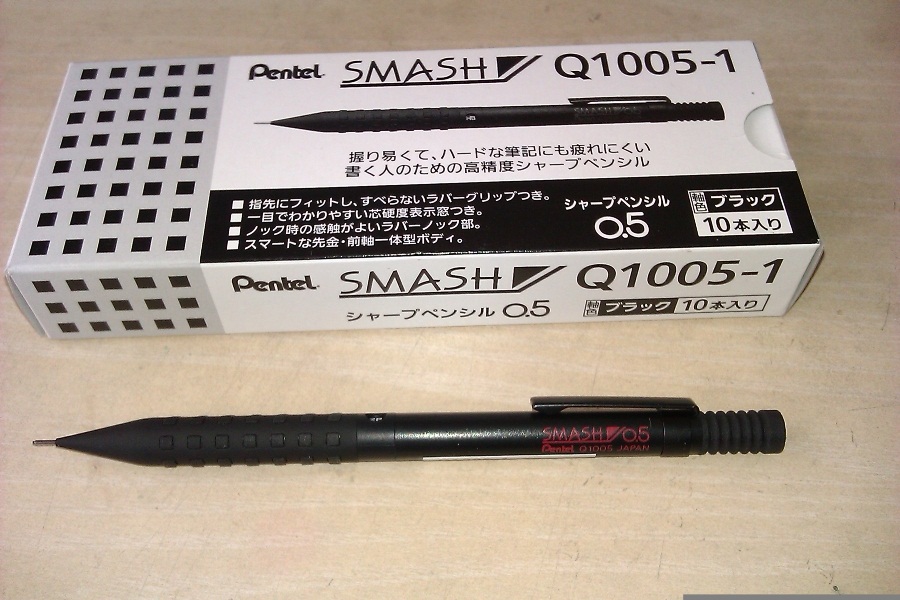 Pentel SMASH Q1005-1
握り易くて、ハードな筆記にも疲れにくい
書く人のための高精度シャープペンシル
■ 指先にフィットし、すべらないラバーグリップつき。
■ 一目でわかりやすい芯硬度表示窓つき。
■ ノック時の感触がよいラバーノック部。
■ スマートな先金・前軸一体型ボディ。
シャープペンシル
0.5
軸色 ブラック
10本入り
Pentel SMASH Q1005-1
シャープペンシル 0.5 軸色 ブラック 10本入り
SMASH 0.5
Pentel Q1005 JAPAN